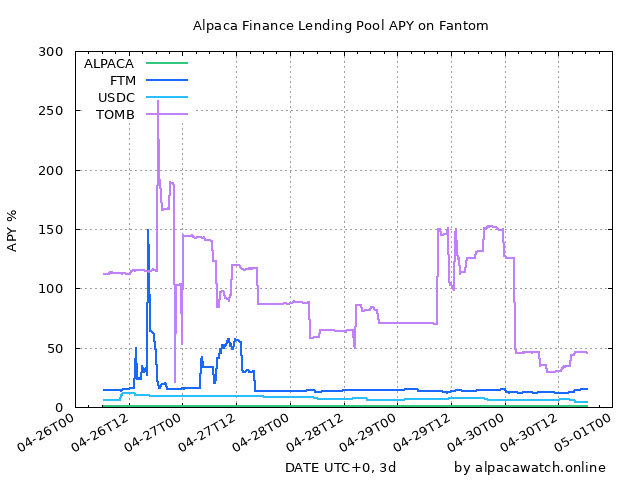 Alpaca Finance Lending Pool APY on Fantom
300
250
200
150
100
50
0
APY %
ALPACA
FTM
USDC
TOMB
04-26T00
04-26T12
04-27T00
04-27T12
04-28T00
04-28T12
04-29T00
04-29T12
04-30T00
04-30T12
05-01T00
DATE UTC+0, 3d
by alpacawatch.online